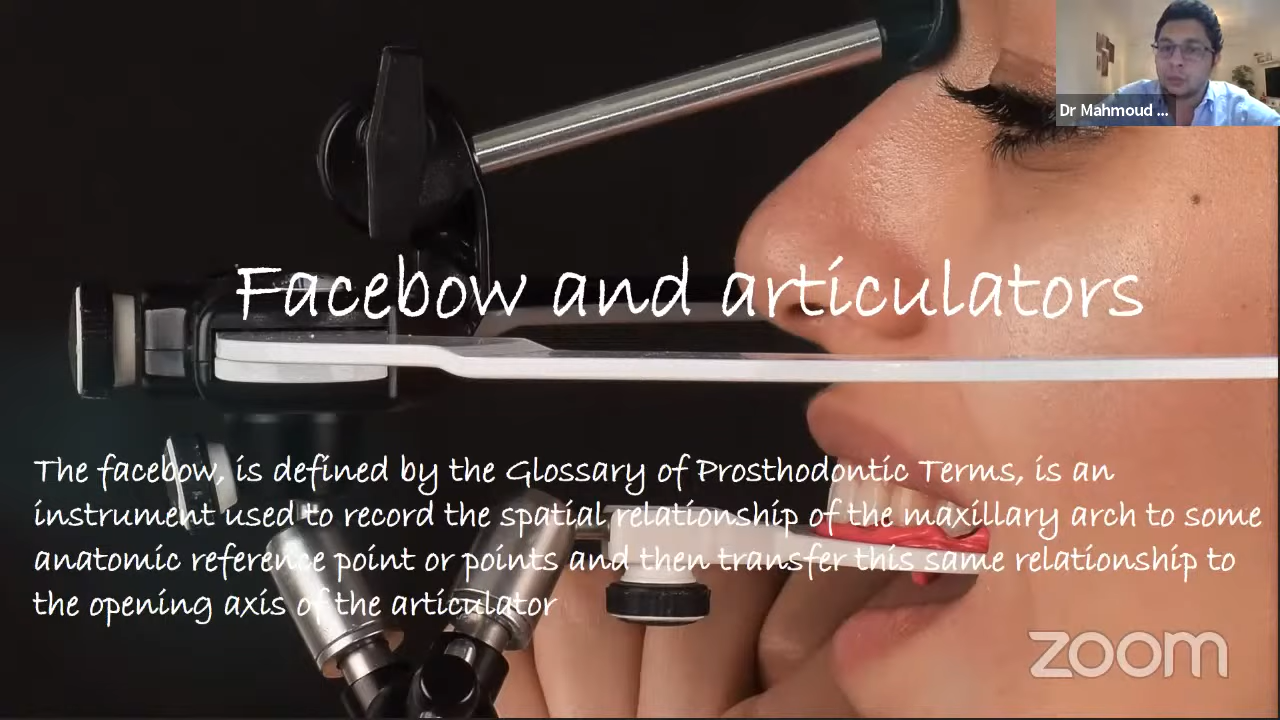 Dr Mahmoud ...
Facebow and articulators
The facebow, is defined by the Glossary of Prosthodontic Terms, is an
instrument used to record the spatial relationship of the maxillary arch to some
anatomic reference point or points and then transfer this same relationship to
the opening axis of the articulator
zoom